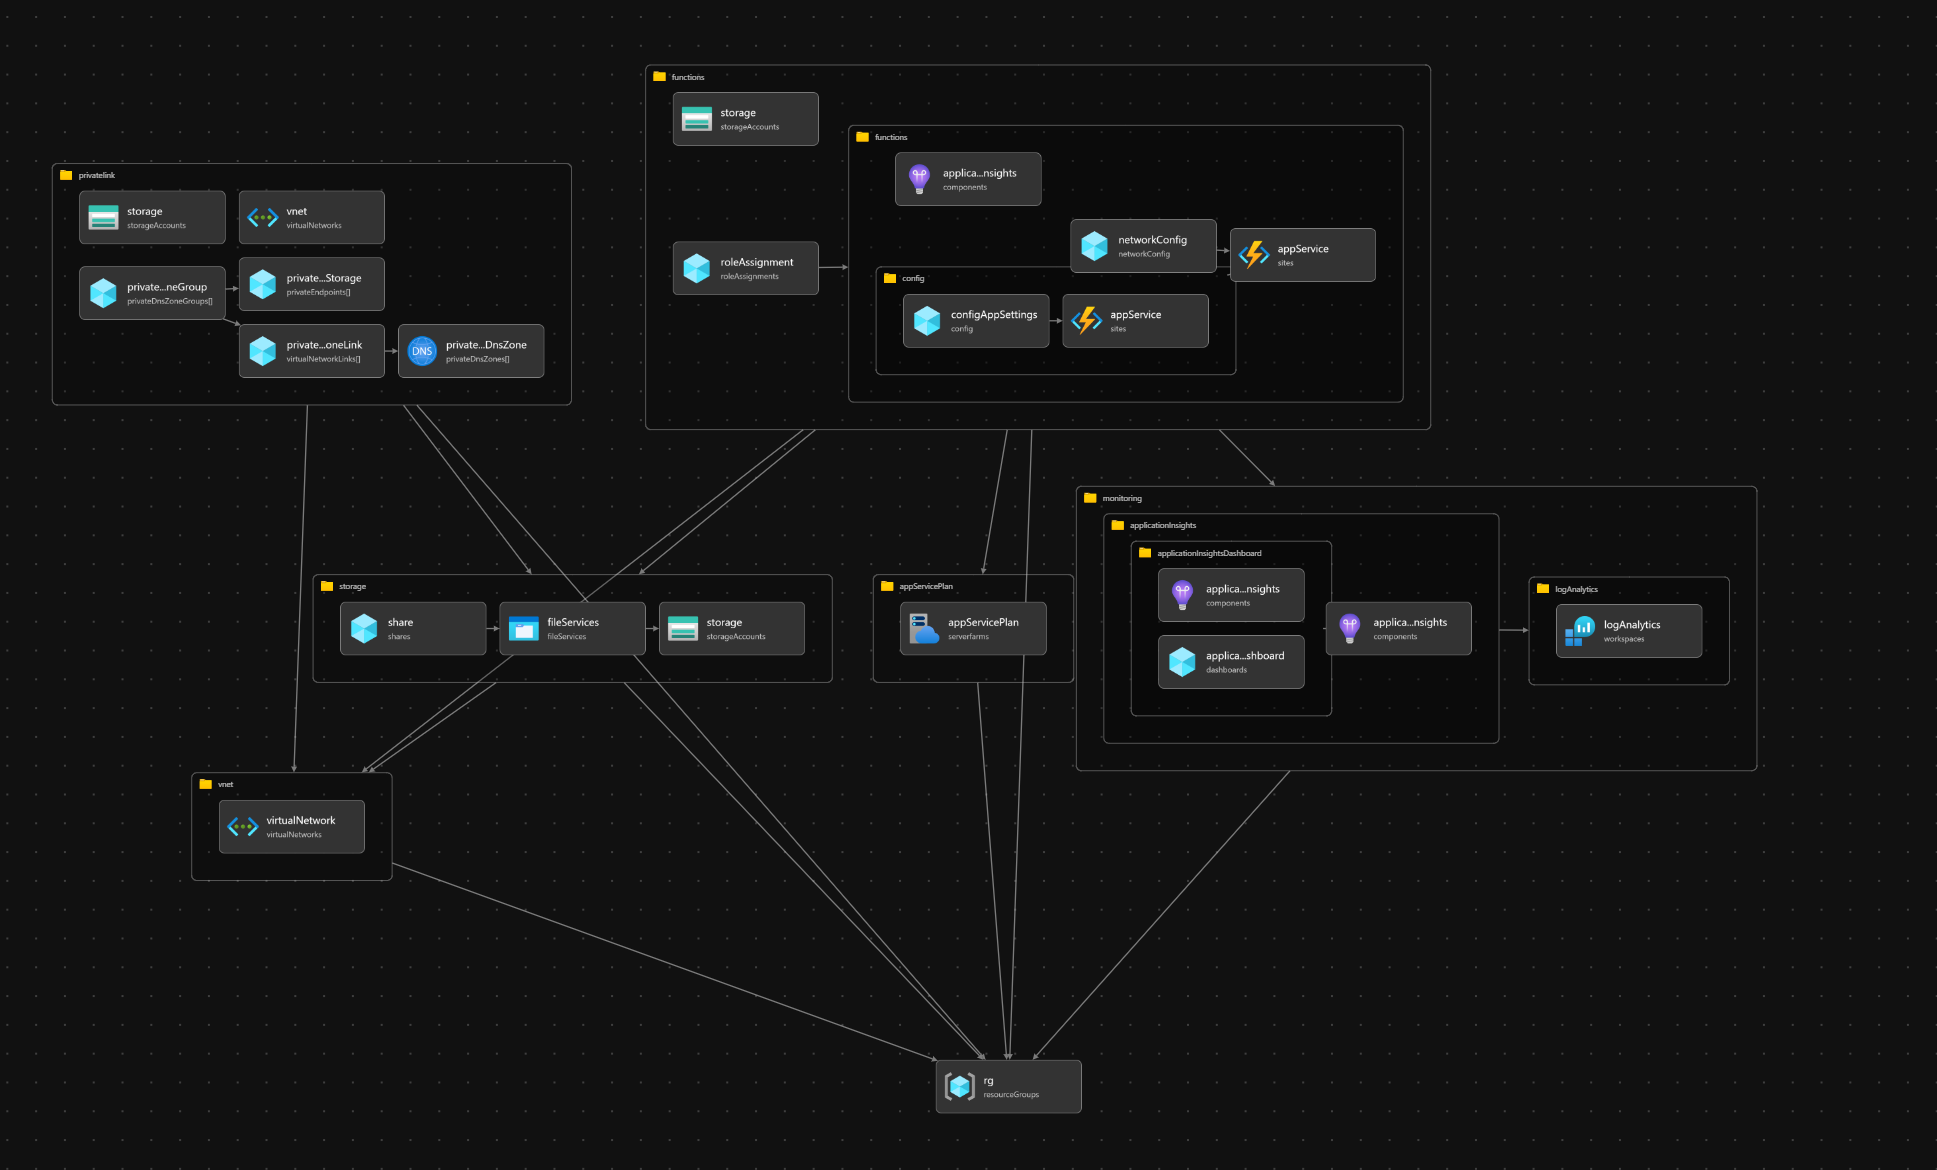 functions
storage
storageAccounts
functions
applica...nsights
components
networkConfig
networkConfig
appService
sites
roleAssignment
roleAssignments
config
configAppSettings
config
appService
sites
privatelink
storage
storageAccounts
vnet
virtualNetworks
private...neGroup
privateDnsZoneGroups[]
private...Storage
privateEndpoints[]
private...oneLink
virtualNetworkLinks[]
DNS
private...DnsZone
privateDnsZones[]
storage
share
shares
fileServices
fileServices
storage
storageAccounts
appServicePlan
appServicePlan
serverfarms
monitoring
applicationInsights
applicationInsightsDashboard
applica...nsights
components
applica...shboard
dashboards
applica...nsights
components
logAnalytics
logAnalytics
workspaces
vnet
virtualNetwork
virtualNetworks
rg
resourceGroups